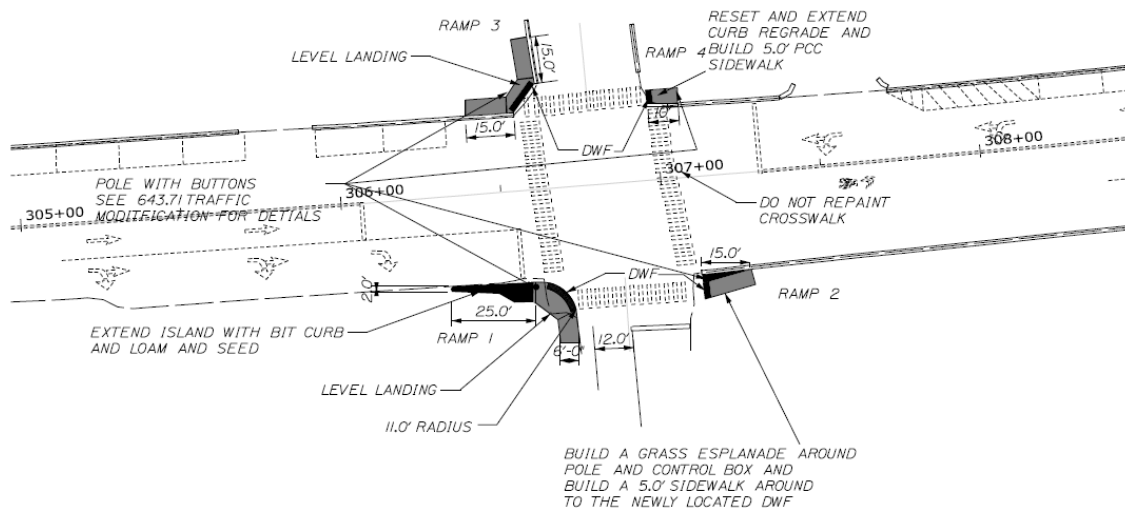 RAMP 3
LEVEL LANDING
15.0'
RAMP 4
RESET AND EXTEND
CURB REGRADE AND
BUILD 5.0' PCC
SIDEWALK
15.0'
10'
DWF
POLE WITH BUTTONS
SEE 643.71 TRAFFIC
MODITIFCATION FOR DETIALS
305+00
306+00
307+00
308+00
DO NOT REPAINT
CROSSWALK
2.0'
25.0'
EXTEND ISLAND WITH BIT CURB
AND LOAM AND SEED
RAMP 1
DWF
15.0'
RAMP 2
6'-0"
12.0'
LEVEL LANDING
11.0' RADIUS
BUILD A GRASS ESPLANADE AROUND
POLE AND CONTROL BOX AND
BUILD A 5.0' SIDEWALK AROUND
TO THE NEWLY LOCATED DWF